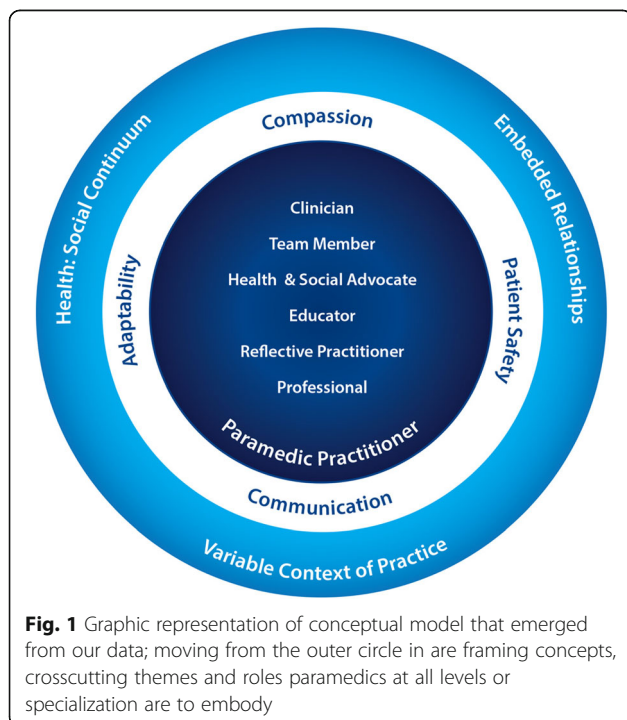 Health: Social Continuum
Embedded Relationships
Variable Context of Practice
Compassion
Adaptability
Patient Safety
Communication
Clinician
Team Member
Health & Social Advocate
Educator
Reflective Practitioner
Professional
Paramedic Practitioner
Fig. 1 Graphic representation of conceptual model that emerged
from our data; moving from the outer circle in are framing concepts,
crosscutting themes and roles paramedics at all levels or
specialization are to embody